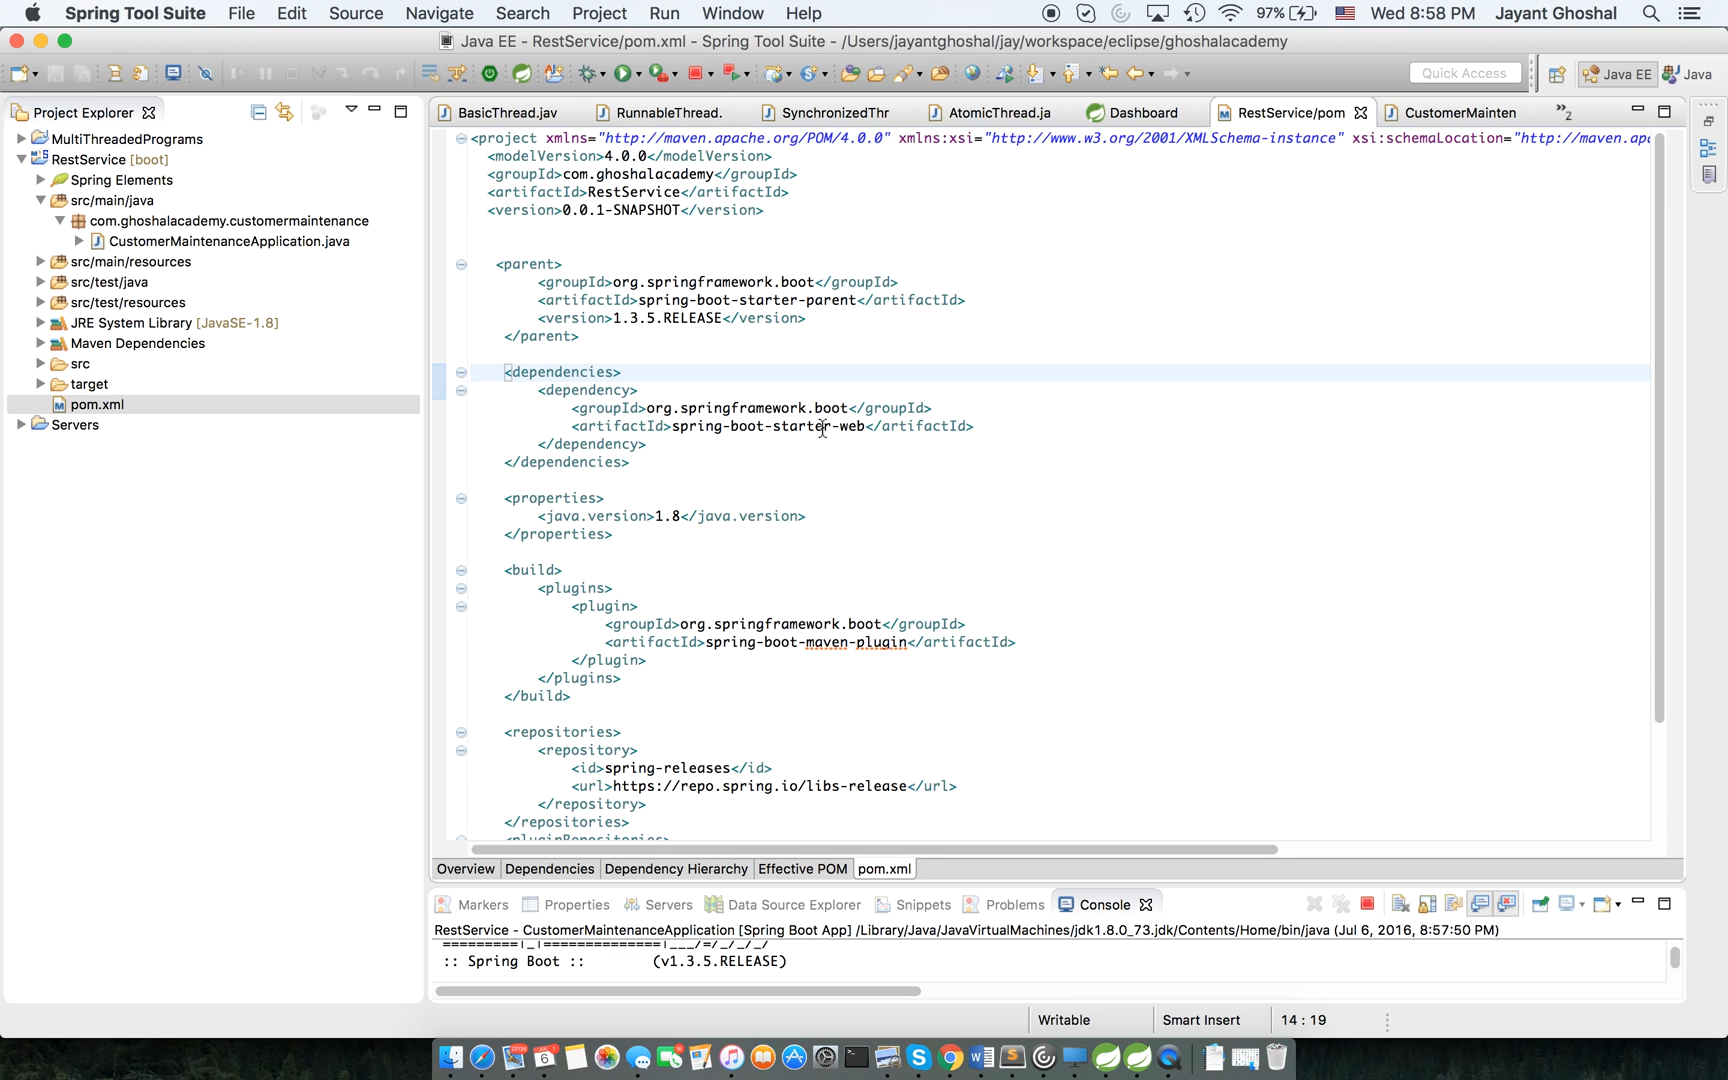 Spring Tool Suite File Edit Source Navigate Search Project Run Window Help 97% Wed 8:58 PM Jayant Ghoshal
Java EE - RestService/pom.xml - Spring Tool Suite - /Users/jayantghoshal/jay/workspace/eclipse/ghoshalacademy
Quick Access Java EE Java
Project Explorer
MultiThreadedPrograms
RestService [boot]
Spring Elements
src/main/java
com.ghoshalacademy.customermaintenance
CustomerMaintenanceApplication.java
src/main/resources
src/test/java
src/test/resources
JRE System Library [JavaSE-1.8]
Maven Dependencies
src
target
pom.xml
Servers
BasicThread.jav RunnableThread. SynchronizedThr AtomicThread.ja Dashboard RestService/pom CustomerMainten »2
<project xmlns="http://maven.apache.org/POM/4.0.0" xmlns:xsi="http://www.w3.org/2001/XMLSchema-instance" xsi:schemaLocation="http://maven.apc
<modelVersion>4.0.0</modelVersion>
<groupId>com.ghoshalacademy</groupId>
<artifactId>RestService</artifactId>
<version>0.0.1-SNAPSHOT</version>
<parent>
<groupId>org.springframework.boot</groupId>
<artifactId>spring-boot-starter-parent</artifactId>
<version>1.3.5.RELEASE</version>
</parent>
<dependencies>
<dependency>
<groupId>org.springframework.boot</groupId>
<artifactId>spring-boot-starter-web</artifactId>
</dependency>
</dependencies>
<properties>
<java.version>1.8</java.version>
</properties>
<build>
<plugins>
<plugin>
<groupId>org.springframework.boot</groupId>
<artifactId>spring-boot-maven-plugin</artifactId>
</plugin>
</plugins>
</build>
<repositories>
<repository>
<id>spring-releases</id>
<url>https://repo.spring.io/libs-release</url>
</repository>
</repositories>
<pluginRepositories>
Overview Dependencies Dependency Hierarchy Effective POM pom.xml
Markers Properties Servers Data Source Explorer Snippets Problems Console
RestService - CustomerMaintenanceApplication [Spring Boot App] /Library/Java/JavaVirtualMachines/jdk1.8.0_73.jdk/Contents/Home/bin/java (Jul 6, 2016, 8:57:50 PM)
=========|_|==============|___/=/_/_/_/
:: Spring Boot :: (v1.3.5.RELEASE)
Writable Smart Insert 14 : 19